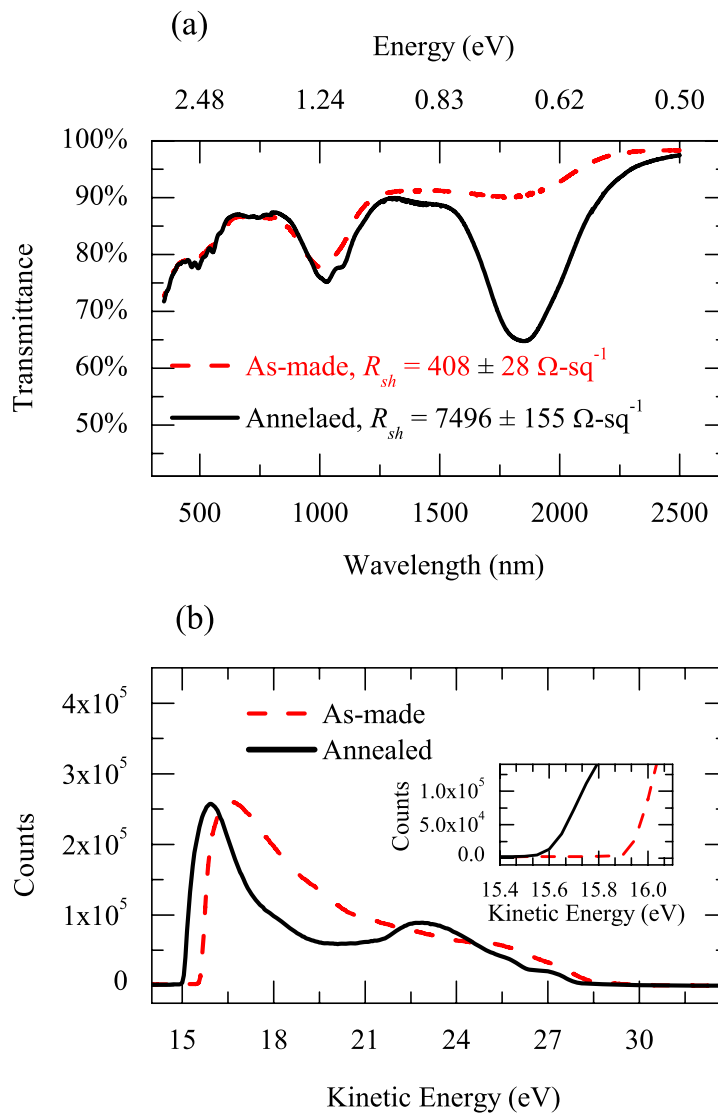 (a)
Energy (eV)
2.48 1.24 0.83 0.62 0.50
100%
90%
80%
70%
60%
50%
Transmittance
As-made, Rsh = 408 ± 28 Ω-sq-1
Annelaed, Rsh = 7496 ± 155 Ω-sq-1
500 1000 1500 2000 2500
Wavelength (nm)
(b)
4x10⁵
3x10⁵
2x10⁵
1x10⁵
0
Counts
As-made
Annealed
Counts
1.0x10⁵
5.0x10⁴
0.0
15.4 15.6 15.8 16.0
Kinetic Energy (eV)
15 18 21 24 27 30
Kinetic Energy (eV)